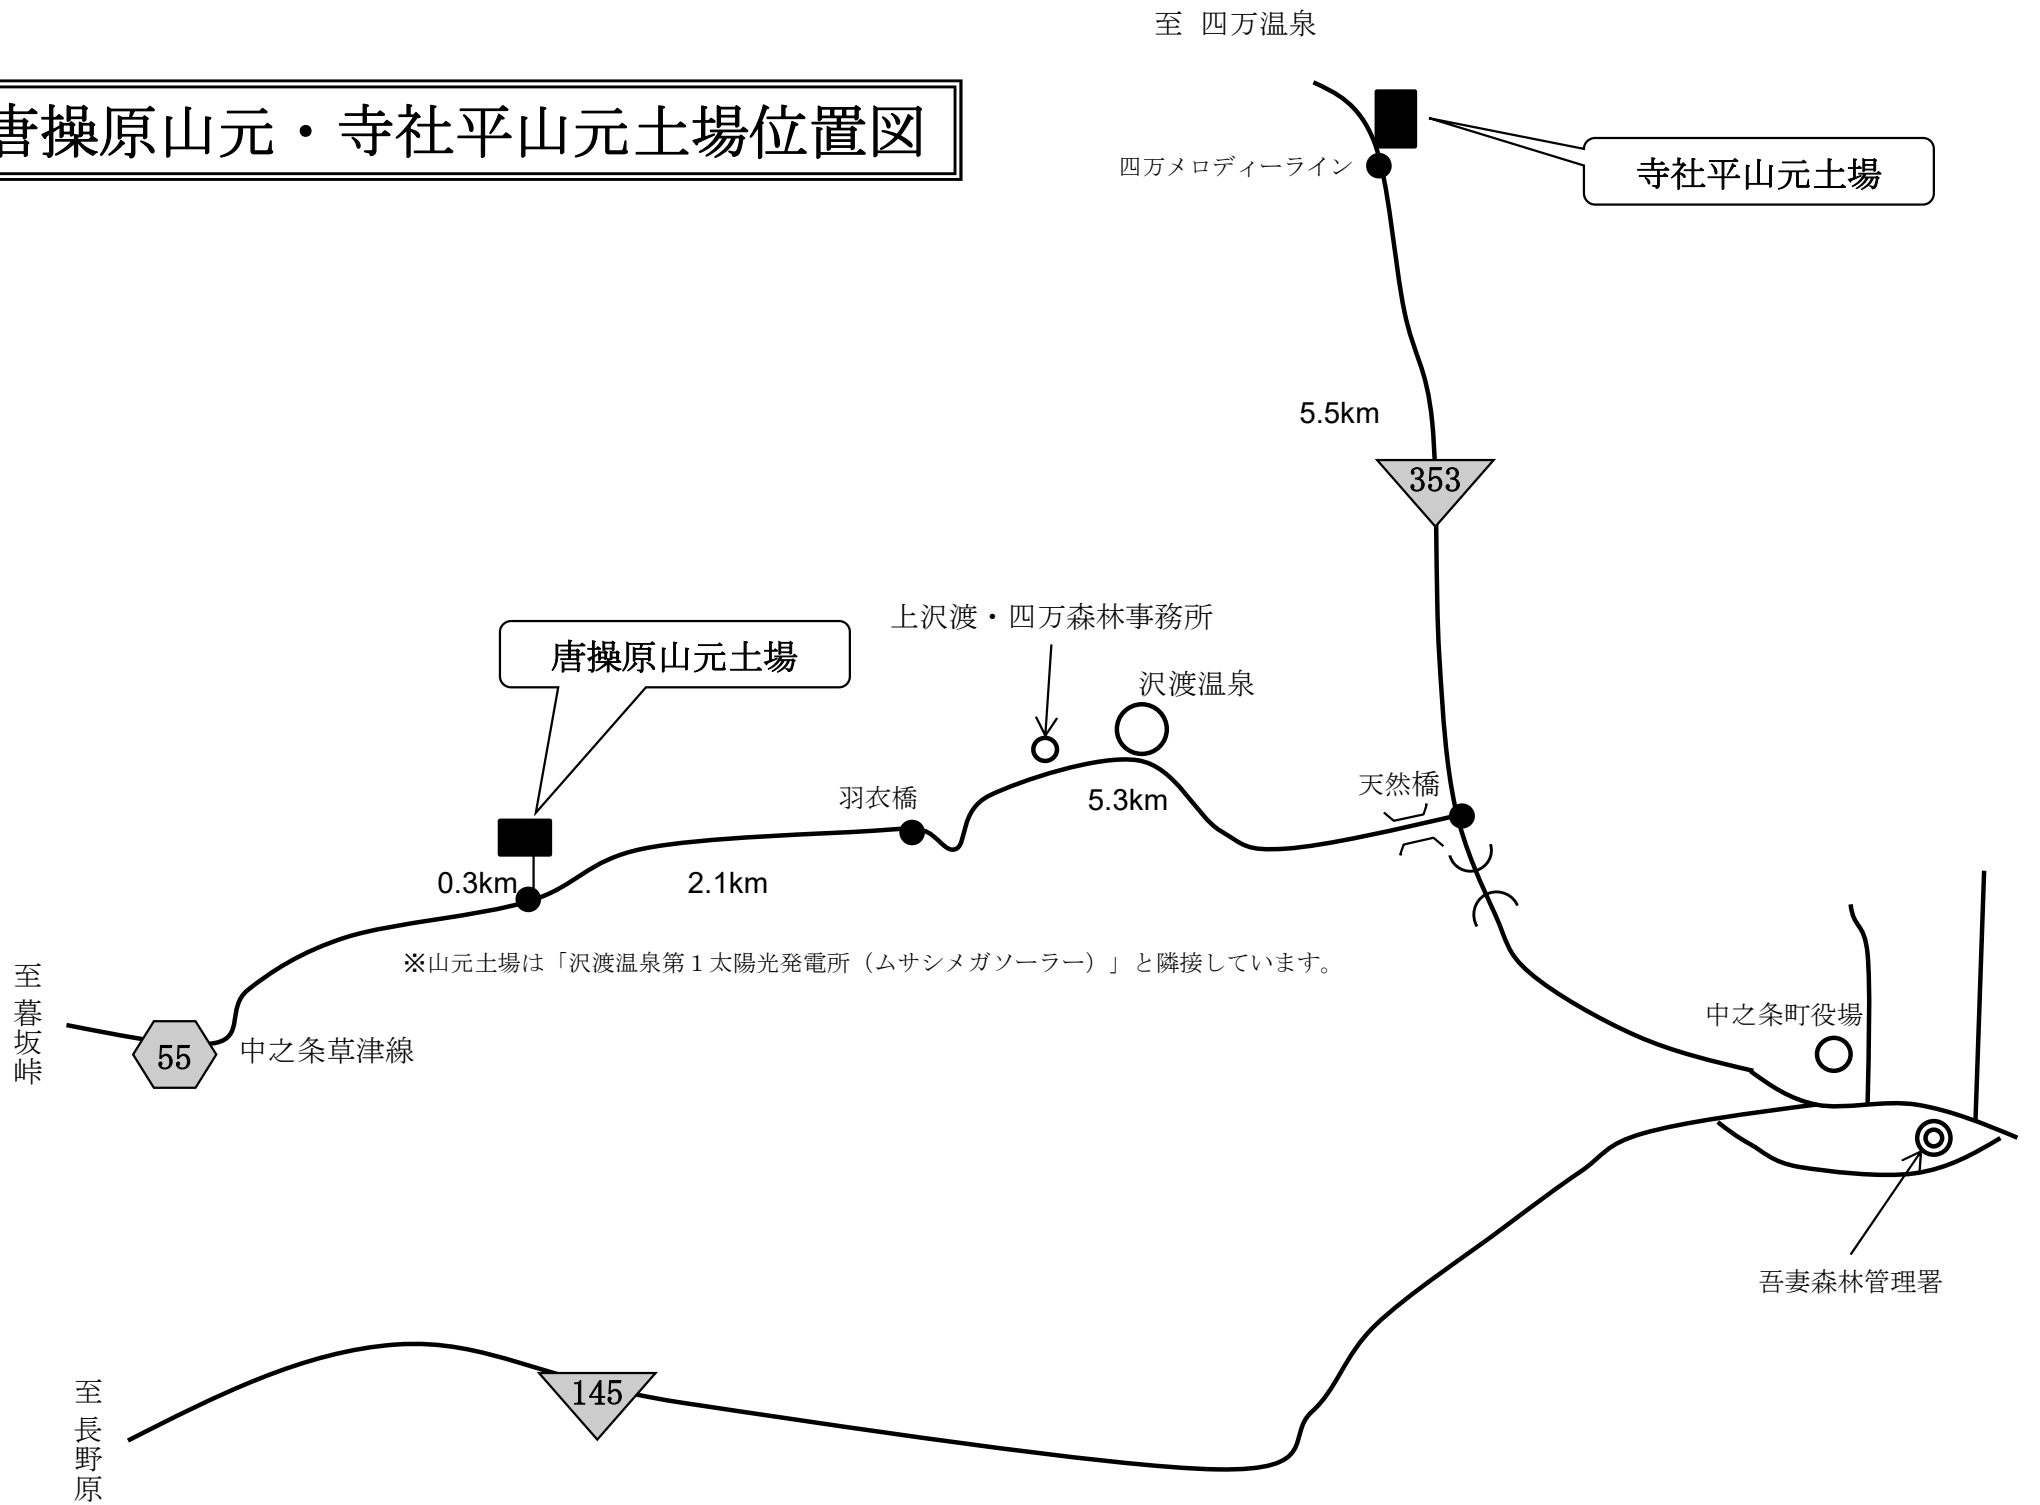 至 四万温泉
唐操原山元・寺社平山元土場位置図
四万メロディーライン
寺社平山元土場
5.5km
353
上沢渡・四万森林事務所
唐操原山元土場
沢渡温泉
天然橋
羽衣橋
5.3km
0.3km
2.1km
※山元土場は「沢渡温泉第１太陽光発電所（ムサシメガソーラー）」と隣接しています。
至 暮坂峠
55
中之条草津線
中之条町役場
吾妻森林管理署
145
至 長野原